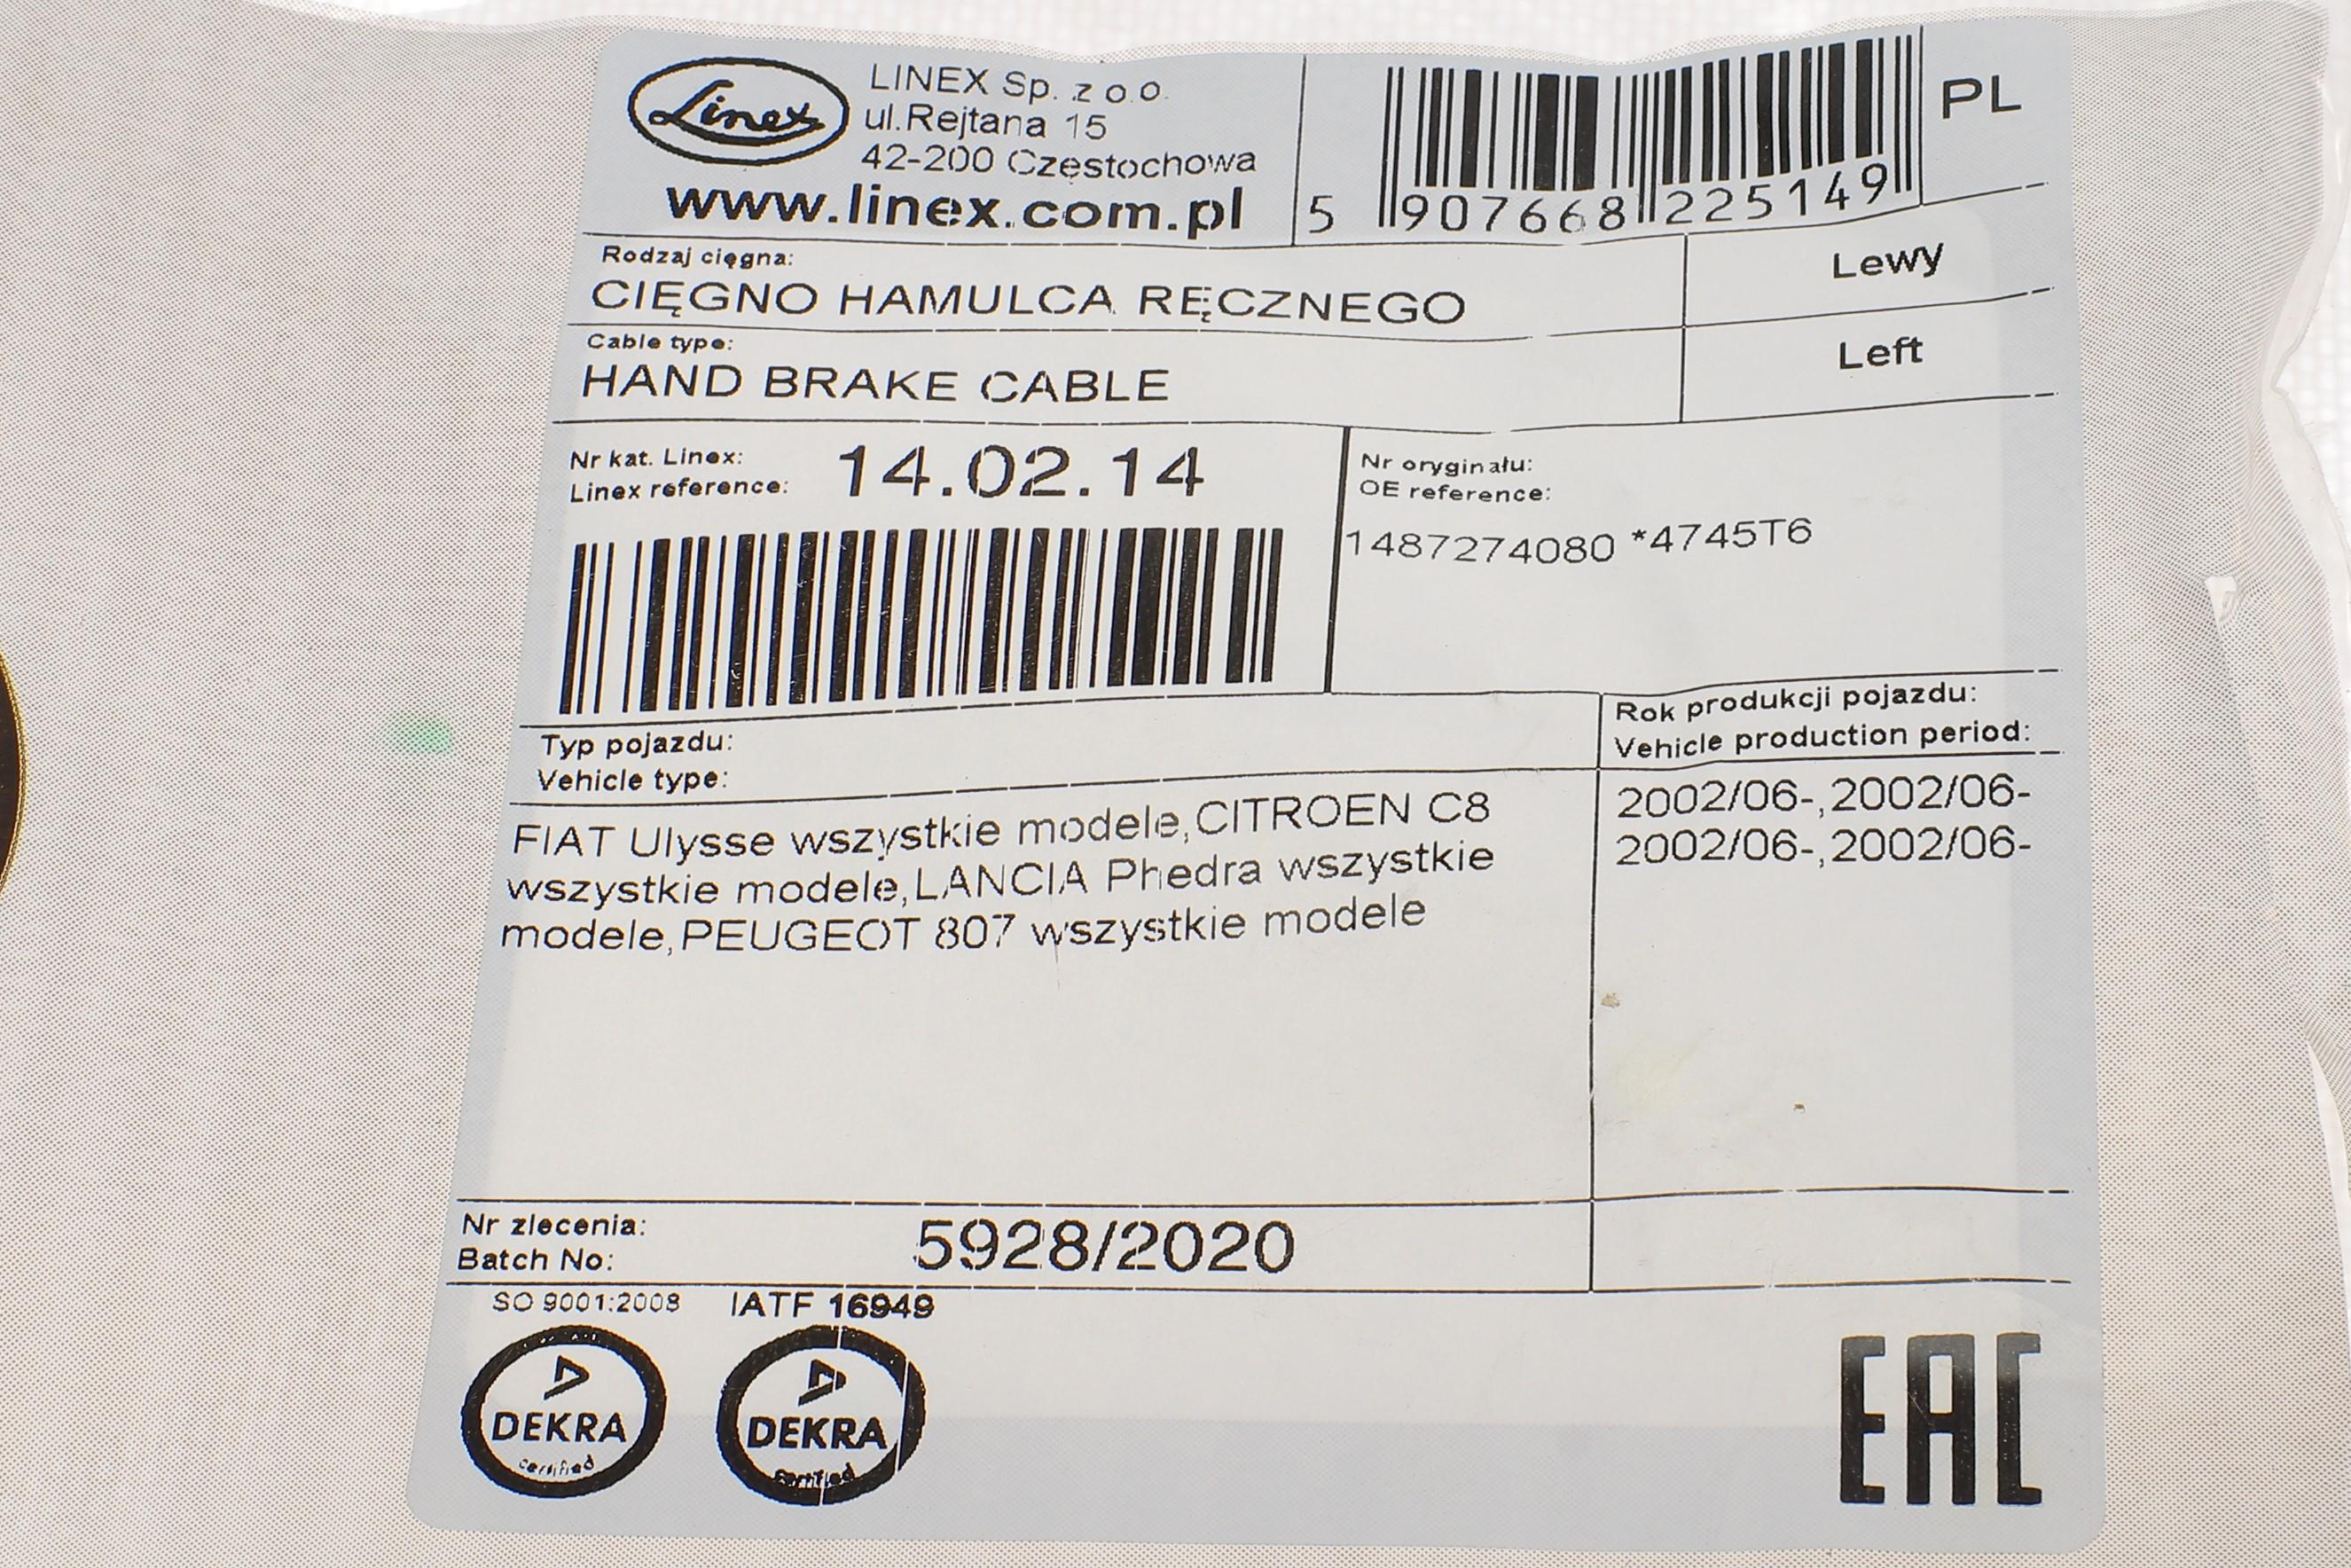 Linex
LINEX Sp. z o.o.
ul.Rejtana 15
42-200 Częstochowa
www.linex.com.pl
5 907668 225149
PL
Rodzaj cięgna:
CIĘGNO HAMULCA RĘCZNEGO
Lewy
Cable type:
HAND BRAKE CABLE
Left
Nr kat. Linex:
Linex reference:
14.02.14
Nr oryginału:
OE reference:
1487274080 *4745T6
Typ pojazdu:
Vehicle type:
Rok produkcji pojazdu:
Vehicle production period:
FIAT Ulysse wszystkie modele,CITROEN C8
wszystkie modele,LANCIA Phedra wszystkie
modele,PEUGEOT 807 wszystkie modele
2002/06-,2002/06-
2002/06-,2002/06-
Nr zlecenia:
Batch No:
5928/2020
SO 9001:2008
IATF 16949
DEKRA
certified
DEKRA
certified
EAC